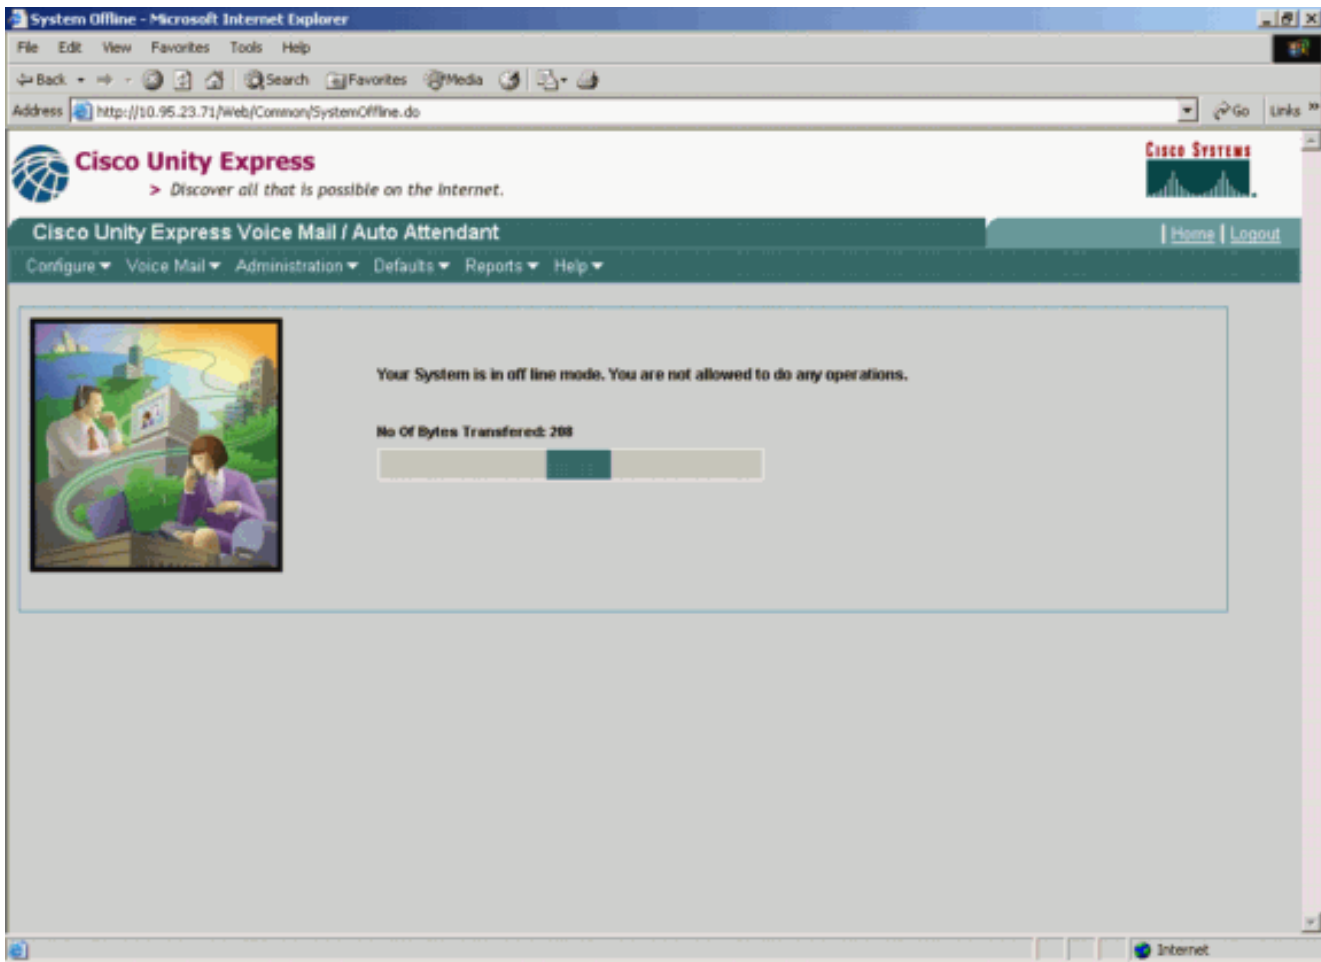 System Offline - Microsoft Internet Explorer
File Edit View Favorites Tools Help
Back Search Favorites Media
Address http://10.95.23.71/Web/Common/SystemOffline.do Go Links »
Cisco Unity Express
> Discover all that is possible on the Internet.
CISCO SYSTEMS
Cisco Unity Express Voice Mail / Auto Attendant
| Home | Logout
Configure Voice Mail Administration Defaults Reports Help
Your System is in off line mode. You are not allowed to do any operations.
No Of Bytes Transfered: 208
Internet